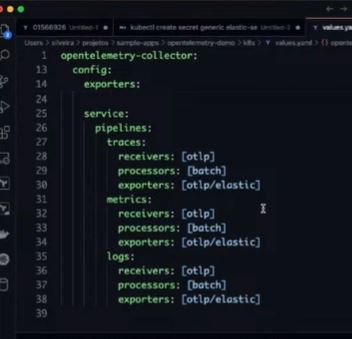 01566926 Untitled-1
kubectl create secret generic elastic-se Untitled-2
values.ya
Users > silveira > projetos > sample-apps > opentelemetry-demo > k8s > values.yaml > {} opente
1 opentelemetry-collector:
13 config:
14 exporters:
24
25 service:
26 pipelines:
27 traces:
28 receivers: [otlp]
29 processors: [batch]
30 exporters: [otlp/elastic]
31 metrics:
32 receivers: [otlp]
33 processors: [batch]
34 exporters: [otlp/elastic]
35 logs:
36 receivers: [otlp]
37 processors: [batch]
38 exporters: [otlp/elastic]
39